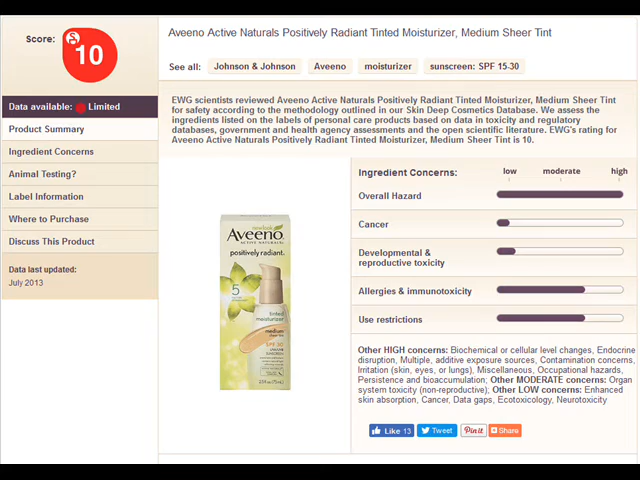 Score:
10
Aveeno Active Naturals Positively Radiant Tinted Moisturizer, Medium Sheer Tint
See all: Johnson & Johnson Aveeno moisturizer sunscreen: SPF 15-30
Data available: Limited
Product Summary
Ingredient Concerns
Animal Testing?
Label Information
Where to Purchase
Discuss This Product
Data last updated:
July 2013
EWG scientists reviewed Aveeno Active Naturals Positively Radiant Tinted Moisturizer, Medium Sheer Tint
for safety according to the methodology outlined in our Skin Deep Cosmetics Database. We assess the
ingredients listed on the labels of personal care products based on data in toxicity and regulatory
databases, government and health agency assessments and the open scientific literature. EWG's rating for
Aveeno Active Naturals Positively Radiant Tinted Moisturizer, Medium Sheer Tint is 10.
Aveeno
ACTIVE NATURALS
positively radiant.
5
tinted
moisturizer
medium
SPF 30
Ingredient Concerns: low moderate high
Overall Hazard
Cancer
Developmental &
reproductive toxicity
Allergies & immunotoxicity
Use restrictions
Other HIGH concerns: Biochemical or cellular level changes, Endocrine
disruption, Multiple, additive exposure sources, Contamination concerns,
Irritation (skin, eyes, or lungs), Miscellaneous, Occupational hazards,
Persistence and bioaccumulation; Other MODERATE concerns: Organ
system toxicity (non-reproductive); Other LOW concerns: Enhanced
skin absorption, Cancer, Data gaps, Ecotoxicology, Neurotoxicity
Like 13 Tweet Pin it Share